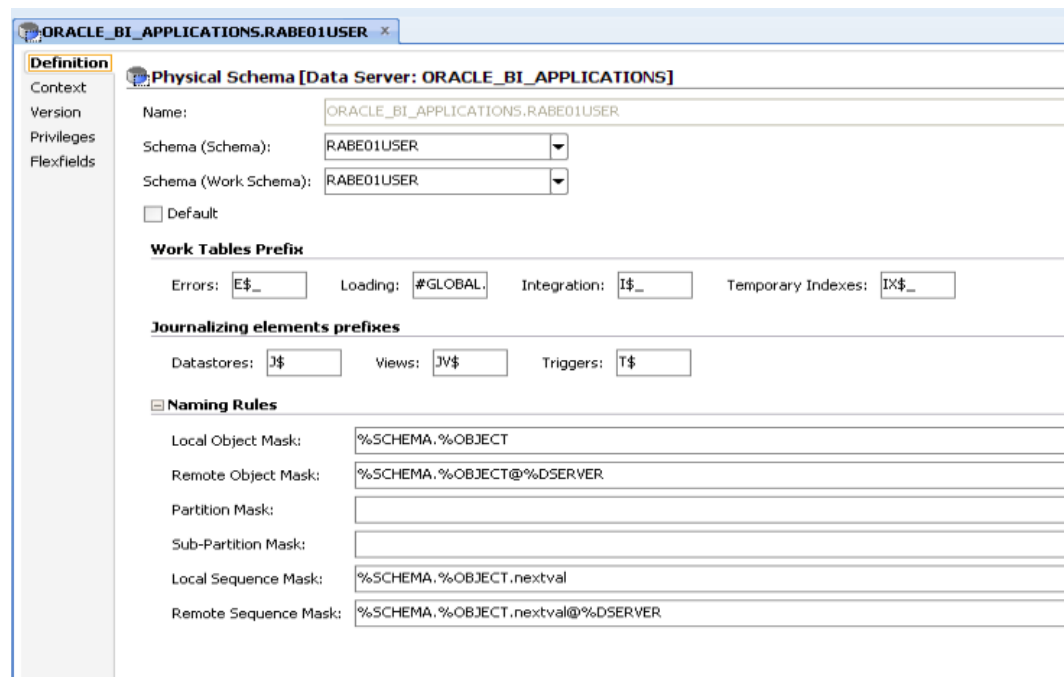 ORACLE_BI_APPLICATIONS.RABE01USER ×
Definition
Context
Version
Privileges
Flexfields
Physical Schema [Data Server: ORACLE_BI_APPLICATIONS]
Name: ORACLE_BI_APPLICATIONS.RABE01USER
Schema (Schema): RABE01USER
Schema (Work Schema): RABE01USER
Default
Work Tables Prefix
Errors: E$_ Loading: #GLOBAL. Integration: I$_ Temporary Indexes: IX$_
Journalizing elements prefixes
Datastores: J$ Views: JV$ Triggers: T$
Naming Rules
Local Object Mask: %SCHEMA.%OBJECT
Remote Object Mask: %SCHEMA.%OBJECT@%DSERVER
Partition Mask:
Sub-Partition Mask:
Local Sequence Mask: %SCHEMA.%OBJECT.nextval
Remote Sequence Mask: %SCHEMA.%OBJECT.nextval@%DSERVER